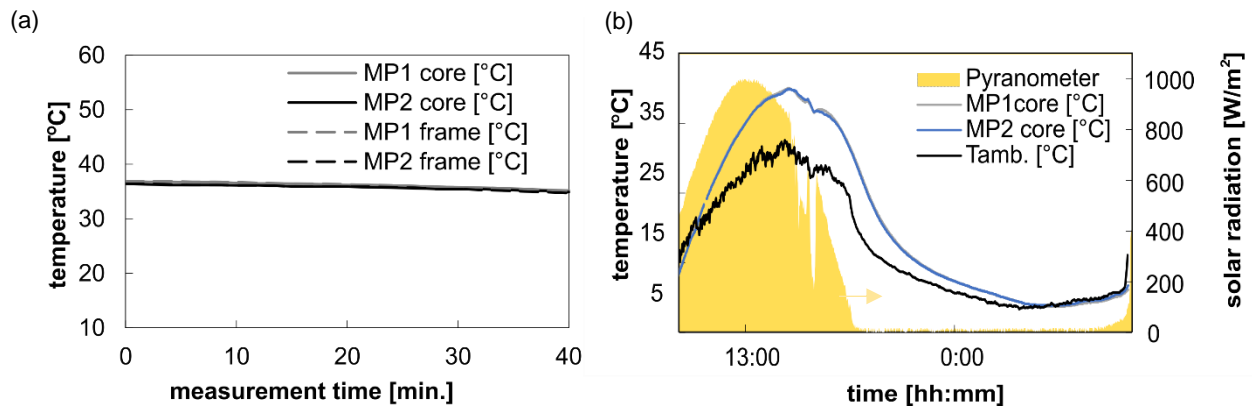 (a)
temperature [°C]
60
50
40
30
20
10
MP1 core [°C]
MP2 core [°C]
MP1 frame [°C]
MP2 frame [°C]
0
10
20
30
40
measurement time [min.]
(b)
temperature [°C]
45
35
25
15
5
Pyranometer
MP1core [°C]
MP2 core [°C]
Tamb. [°C]
1000
800
600
400
200
0
solar radiation [W/m²]
13:00
0:00
time [hh:mm]